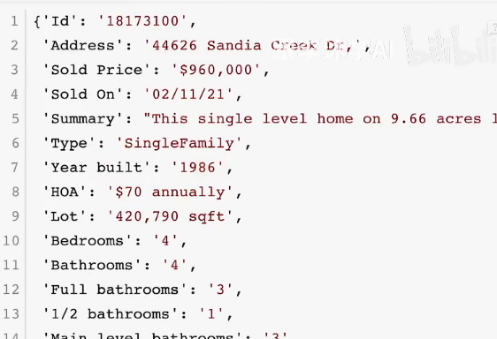 1 {'Id': '18173100',
2 'Address': '44626 Sandia Creek Dr,',
3 'Sold Price': '$960,000',
4 'Sold On': '02/11/21',
5 'Summary': "This single level home on 9.66 acres
6 'Type': 'SingleFamily',
7 'Year built': '1986',
8 'HOA': '$70 annually',
9 'Lot': '420,790 sqft',
10 'Bedrooms': '4',
11 'Bathrooms': '4',
12 'Full bathrooms': '3',
13 '1/2 bathrooms': '1',
14 'Main level bathrooms': '3'